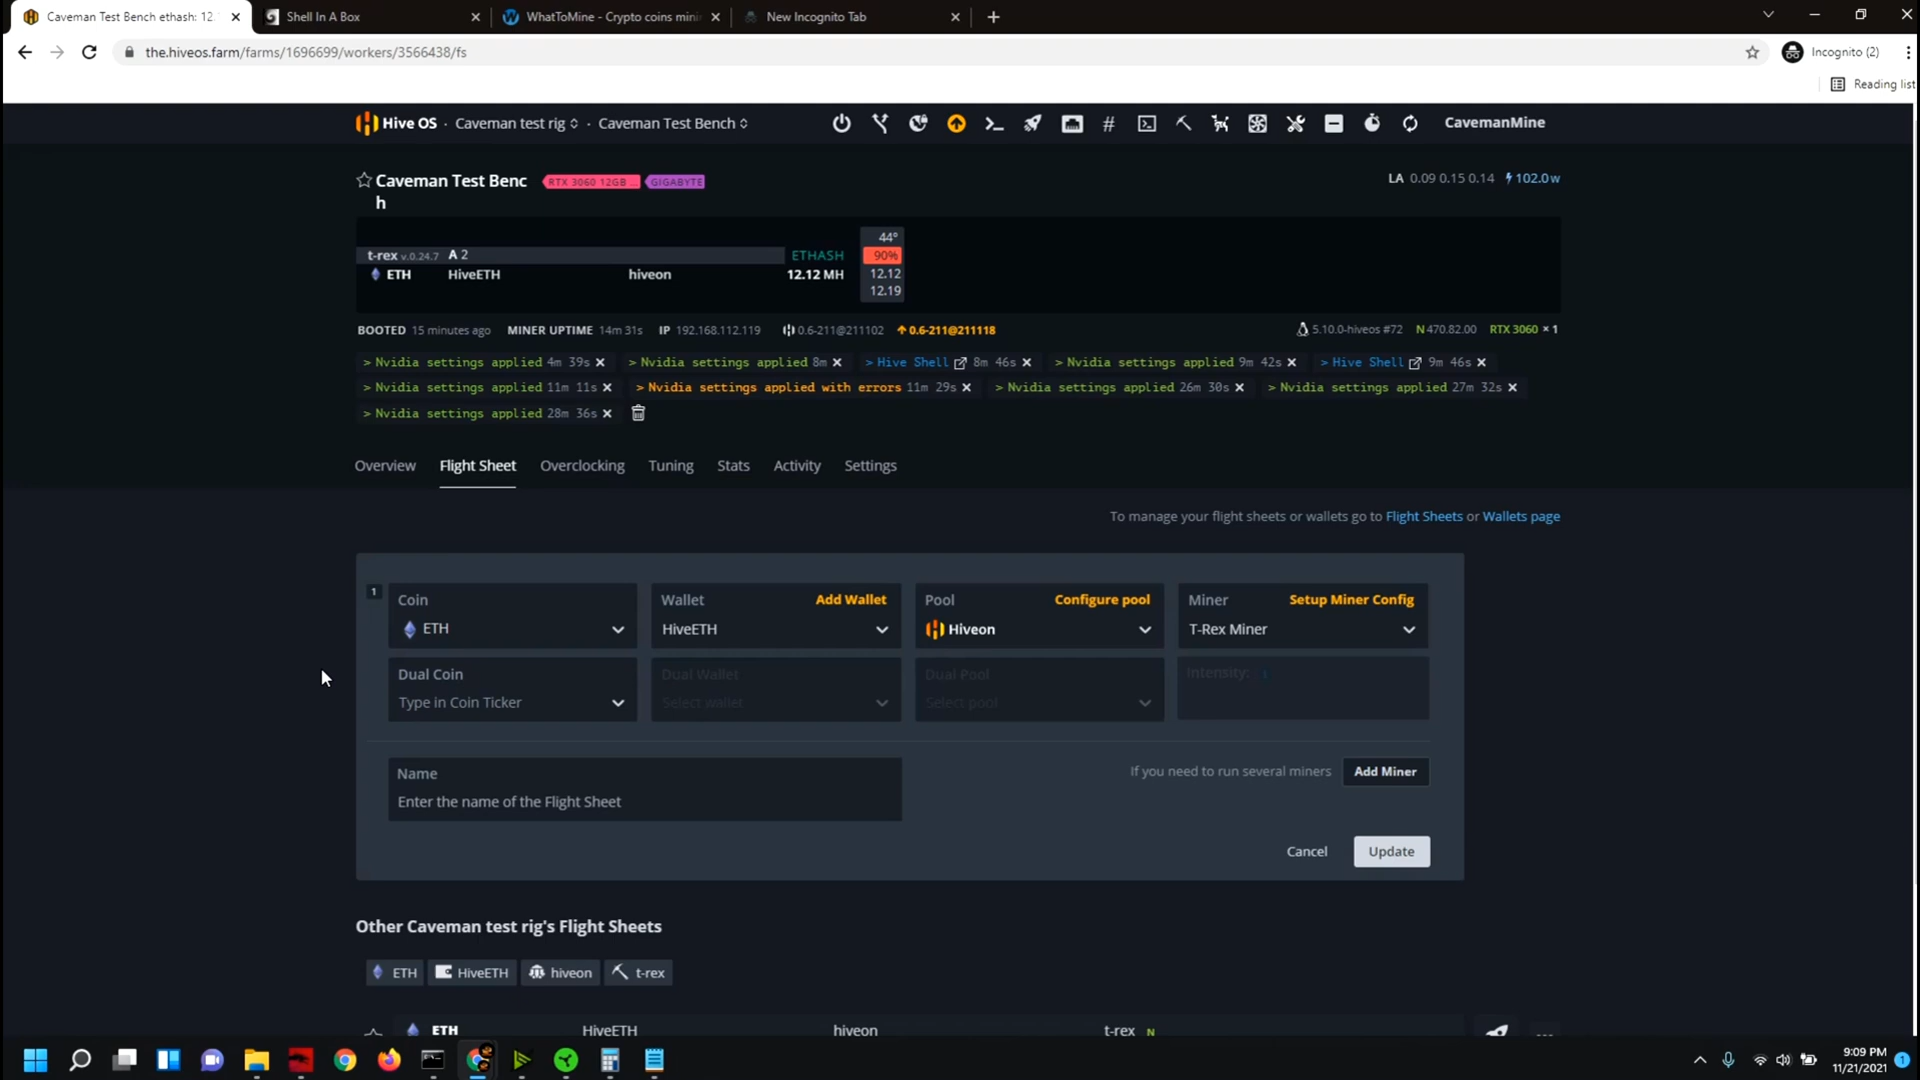 Caveman Test Bench ethash: 12.
Shell In A Box
WhatToMine - Crypto coins mini
New Incognito Tab
the.hiveos.farm/farms/1696699/workers/3566438/fs
Incognito (2)
Reading list
Hive OS · Caveman test rig · Caveman Test Bench
CavemanMine
Caveman Test Benc
h
RTX 3060 12GB ...
GIGABYTE
LA 0.09 0.15 0.14 102.0w
44°
t-rex v.0.24.7 A 2 ETHASH 90%
ETH HiveETH hiveon 12.12 MH 12.12
12.19
BOOTED 15 minutes ago MINER UPTIME 14m 31s IP 192.168.112.119 0.6-211@211102 0.6-211@211118 5.10.0-hiveos #72 N 470.82.00 RTX 3060 × 1
> Nvidia settings applied 4m 39s × > Nvidia settings applied 8m × > Hive Shell 8m 46s × > Nvidia settings applied 9m 42s × > Hive Shell 9m 46s ×
> Nvidia settings applied 11m 11s × > Nvidia settings applied with errors 11m 29s × > Nvidia settings applied 26m 30s × > Nvidia settings applied 27m 32s ×
> Nvidia settings applied 28m 36s ×
Overview Flight Sheet Overclocking Tuning Stats Activity Settings
To manage your flight sheets or wallets go to Flight Sheets or Wallets page
1
Coin Wallet Add Wallet Pool Configure pool Miner Setup Miner Config
ETH HiveETH Hiveon T-Rex Miner
Dual Coin Dual Wallet Dual Pool Intensity:
Type in Coin Ticker Select wallet Select pool
Name If you need to run several miners Add Miner
Enter the name of the Flight Sheet
Cancel Update
Other Caveman test rig's Flight Sheets
ETH HiveETH hiveon t-rex
ETH HiveETH hiveon t-rex N
9:09 PM
11/21/2021
1